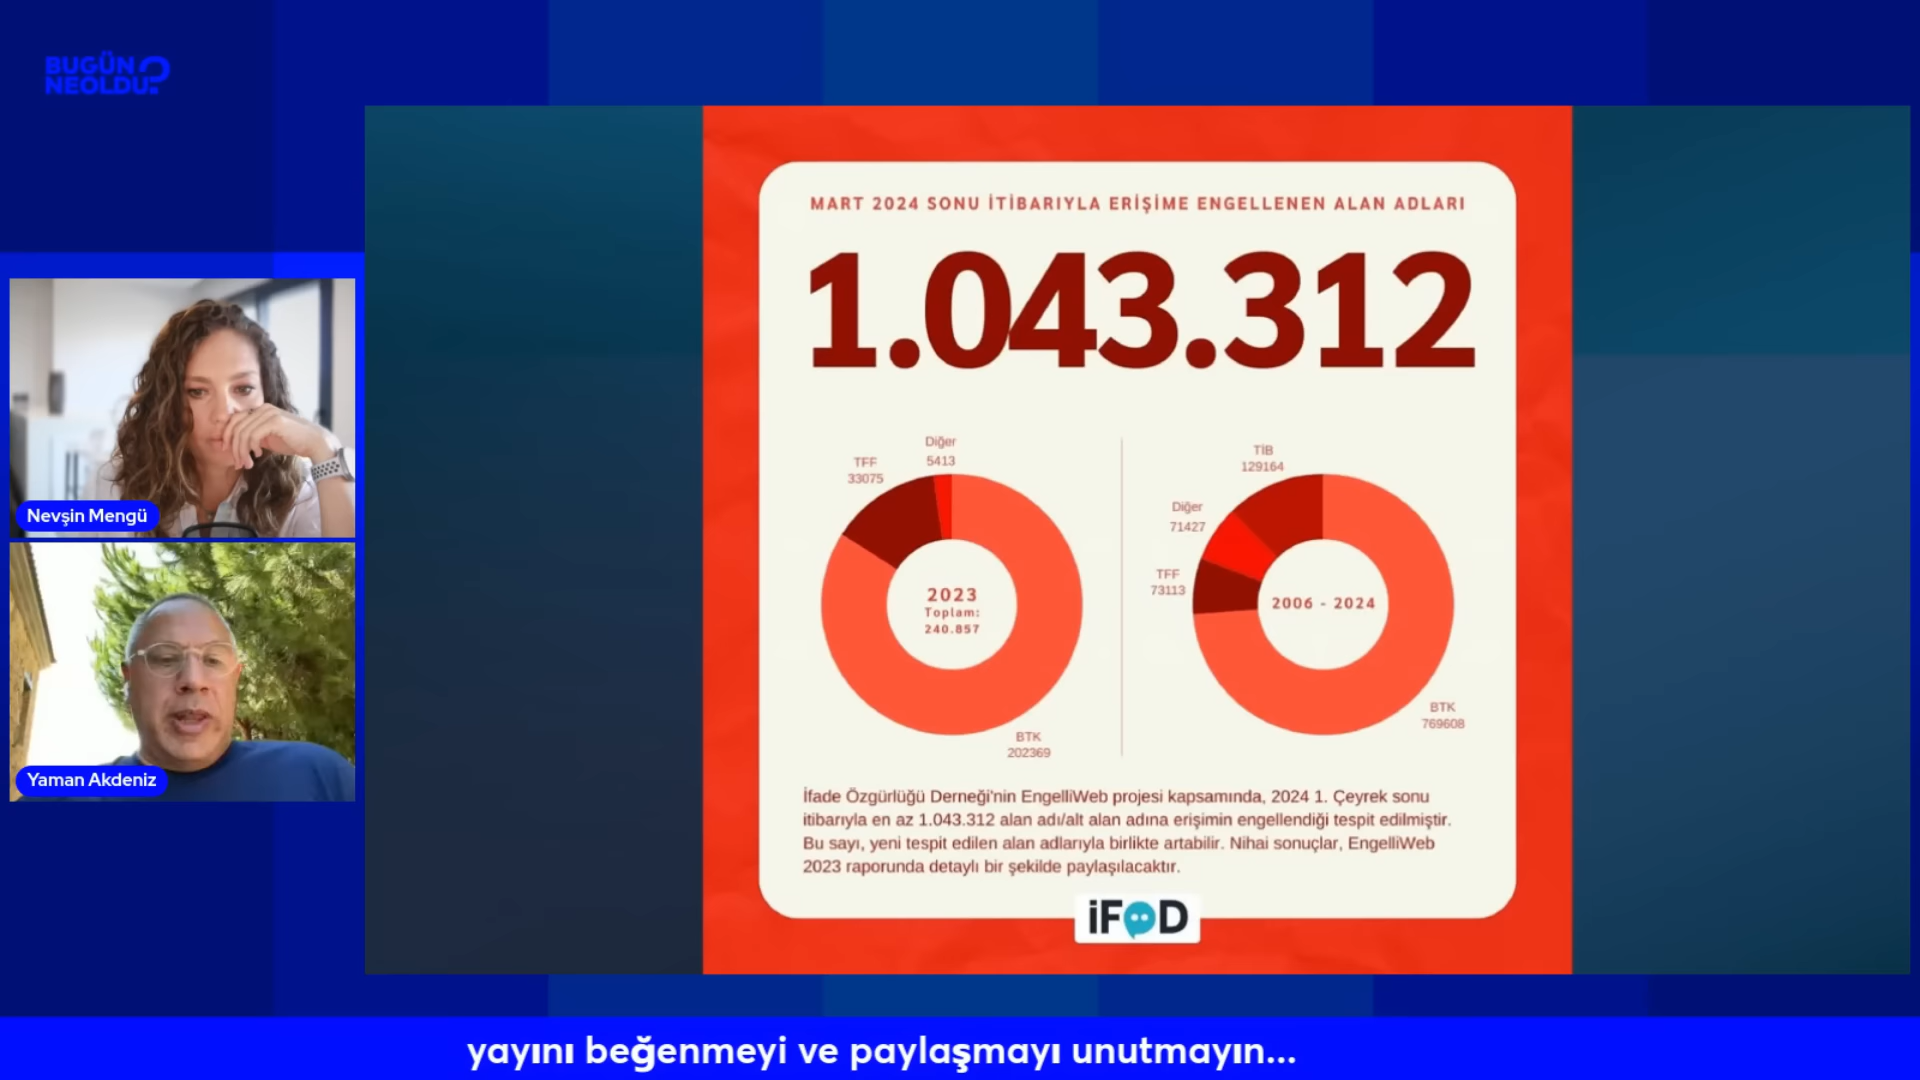 BUGÜN
NEOLDU?
MART 2024 SONU İTİBARIYLA ERİŞİME ENGELLENEN ALAN ADLARI
1.043.312
Diğer
5413
TFF
33075
2023
Toplam:
240.857
BTK
202369
TİB
129164
Diğer
71427
TFF
73113
2006 - 2024
BTK
769608
İfade Özgürlüğü Derneği'nin EngelliWeb projesi kapsamında, 2024 1. Çeyrek sonu
itibarıyla en az 1.043.312 alan adı/alt alan adına erişimin engellendiği tespit edilmiştir.
Bu sayı, yeni tespit edilen alan adlarıyla birlikte artabilir. Nihai sonuçlar, EngelliWeb
2023 raporunda detaylı bir şekilde paylaşılacaktır.
iFOD
Nevşin Mengü
Yaman Akdeniz
yayını beğenmeyi ve paylaşmayı unutmayın...